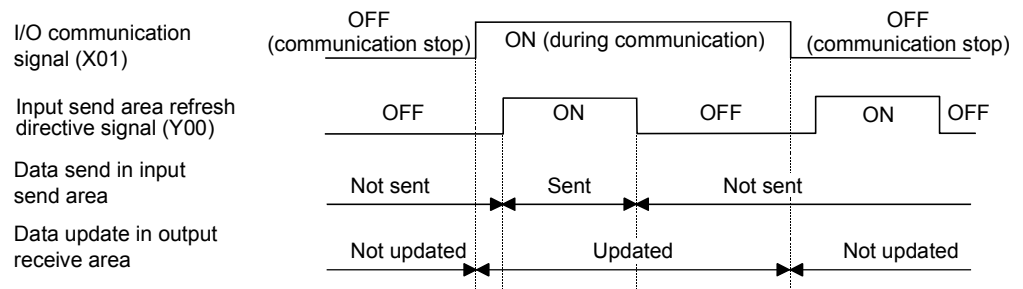 I/O communication
signal (X01)
OFF
(communication stop)
ON (during communication)
OFF
(communication stop)
Input send area refresh
directive signal (Y00)
OFF
ON
OFF
ON
OFF
Data send in input
send area
Not sent
Sent
Not sent
Data update in output
receive area
Not updated
Updated
Not updated